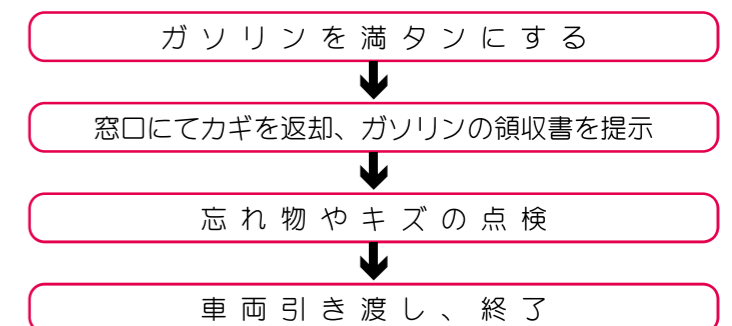 ガソリンを満タンにする
窓口にてカギを返却、ガソリンの領収書を提示
忘れ物やキズの点検
車両引き渡し、終了